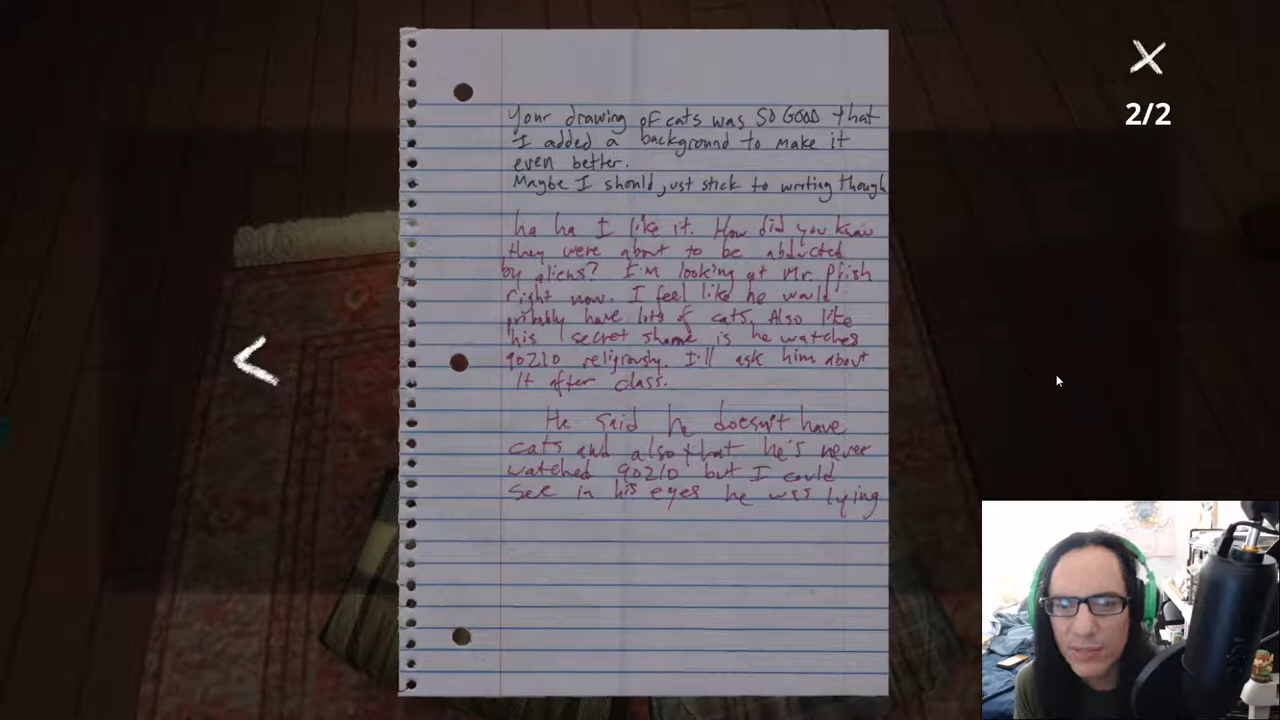 2/2
Your drawing of cats was SO GOOD that
I added a background to make it
even better.
Maybe I should just stick to writing though
ha ha I like it. How did you know
they were about to be abducted
by aliens? I'm looking at Mr. Pfish
right now. I feel like he would
probably have lots of cats. Also like
his secret shame is he watches
90210 religiously. I'll ask him about
it after class.
He said he doesn't have
cats and also that he's never
watched 90210 but I could
see in his eyes he was lying